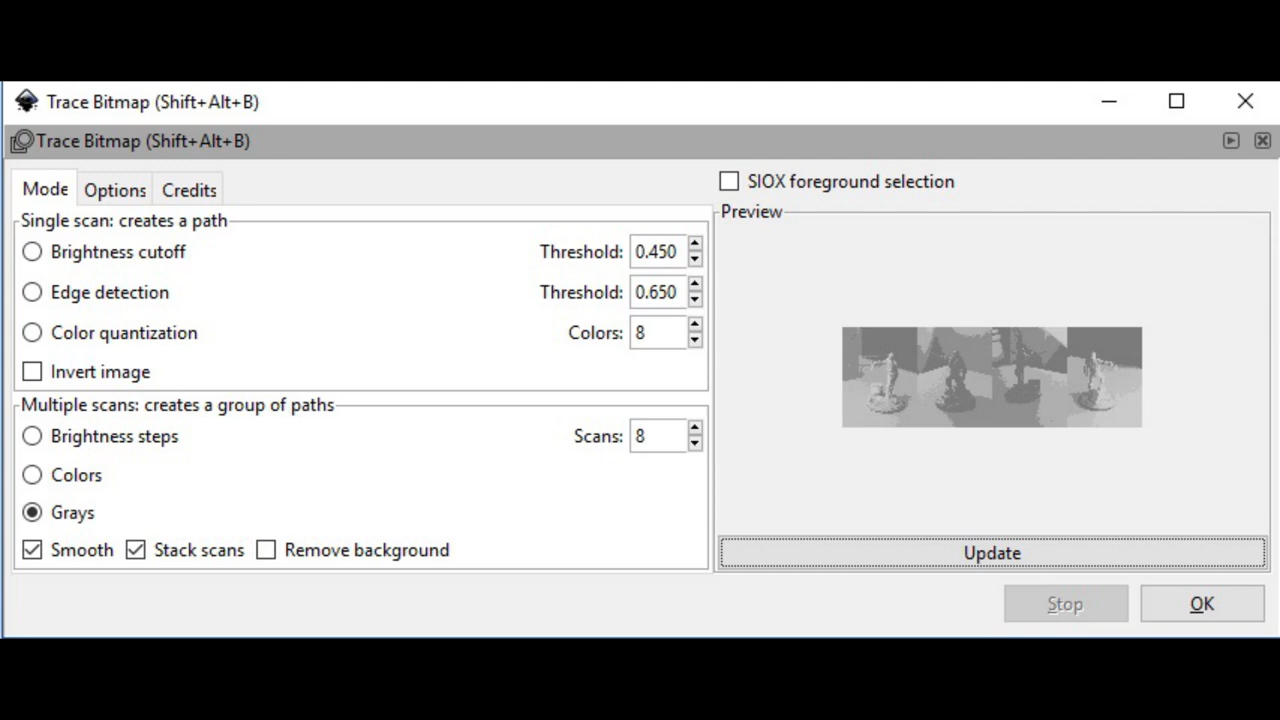 Trace Bitmap (Shift+Alt+B)
Trace Bitmap (Shift+Alt+B)
Mode Options Credits
Single scan: creates a path
Brightness cutoff Threshold: 0.450
Edge detection Threshold: 0.650
Color quantization Colors: 8
Invert image
Multiple scans: creates a group of paths
Brightness steps Scans: 8
Colors
Grays
Smooth Stack scans Remove background
SIOX foreground selection
Preview
Update
Stop OK